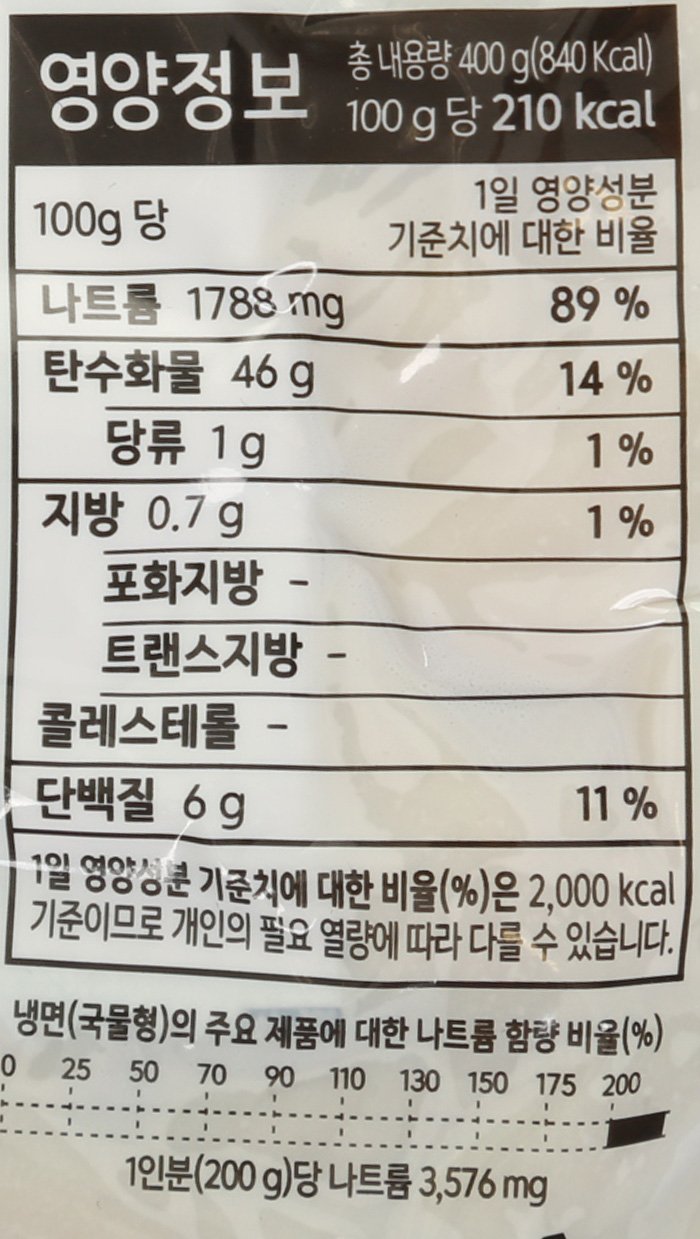 영양정보
총 내용량 400 g(840 Kcal)
100 g 당 210 kcal
100g 당
1일 영양성분
기준치에 대한 비율
나트륨 1788 mg 89 %
탄수화물 46 g 14 %
당류 1 g 1 %
지방 0.7 g 1 %
포화지방 -
트랜스지방 -
콜레스테롤 -
단백질 6 g 11 %
1일 영양성분 기준치에 대한 비율(%)은 2,000 kcal
기준이므로 개인의 필요 열량에 따라 다를 수 있습니다.
냉면(국물형)의 주요 제품에 대한 나트륨 함량 비율(%)
0 25 50 70 90 110 130 150 175 200
1인분(200 g)당 나트륨 3,576 mg